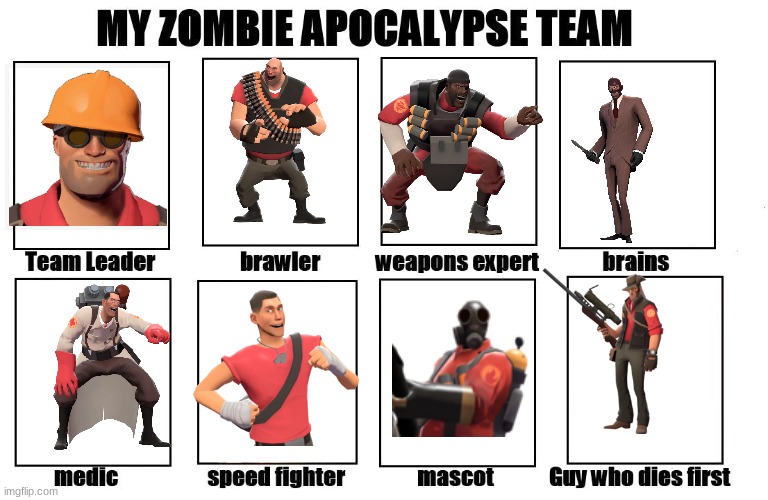 MY ZOMBIE APOCALYPSE TEAM
Team Leader brawler weapons expert brains
medic speed fighter mascot Guy who dies first
imgflip.com